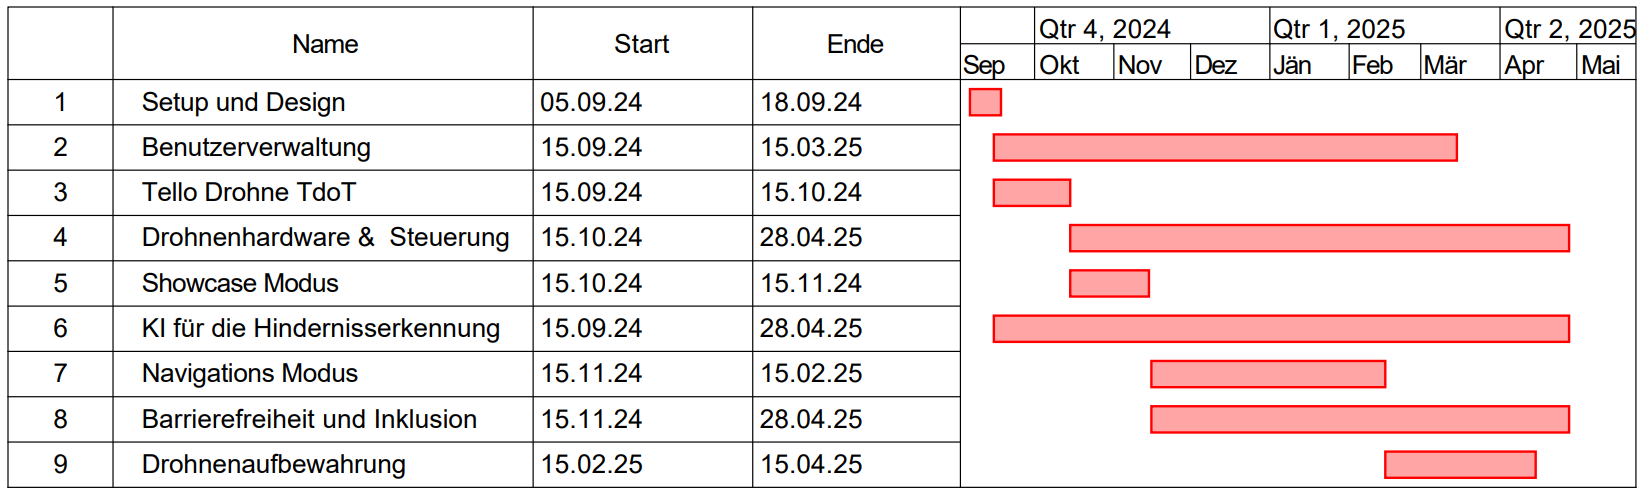 Name Start Ende Qtr 4, 2024 Qtr 1, 2025 Qtr 2, 2025
Sep Okt Nov Dez Jän Feb Mär Apr Mai
1 Setup und Design 05.09.24 18.09.24
2 Benutzerverwaltung 15.09.24 15.03.25
3 Tello Drohne TdoT 15.09.24 15.10.24
4 Drohnenhardware & Steuerung 15.10.24 28.04.25
5 Showcase Modus 15.10.24 15.11.24
6 KI für die Hindernisserkennung 15.09.24 28.04.25
7 Navigations Modus 15.11.24 15.02.25
8 Barrierefreiheit und Inklusion 15.11.24 28.04.25
9 Drohnenaufbewahrung 15.02.25 15.04.25